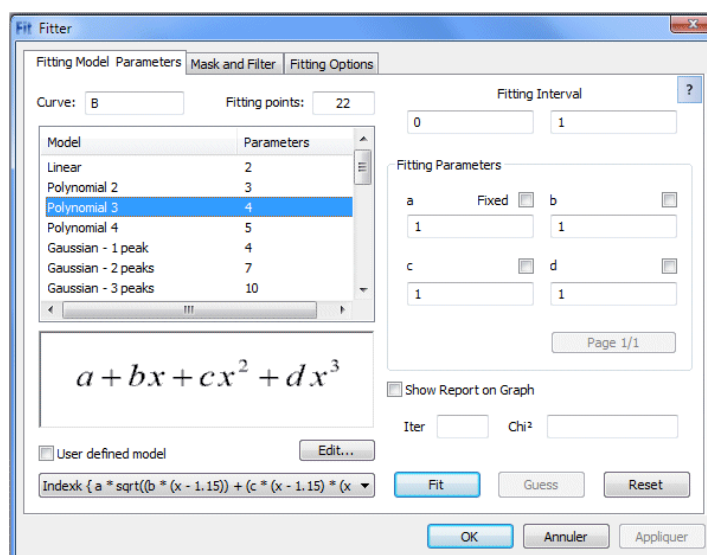 Fit Fitter
Fitting Model Parameters Mask and Filter Fitting Options
Curve: B Fitting points: 22
Model Parameters
Linear 2
Polynomial 2 3
Polynomial 3 4
Polynomial 4 5
Gaussian - 1 peak 4
Gaussian - 2 peaks 7
Gaussian - 3 peaks 10
a + bx + cx² + dx³
User defined model Edit...
Indexk { a * sqrt((b * (x - 1.15)) + (c * (x - 1.15) * (x
Fitting Interval ?
0 1
Fitting Parameters
a Fixed b
1 1
c d
1 1
Page 1/1
Show Report on Graph
Iter Chi²
Fit Guess Reset
OK Annuler Appliquer